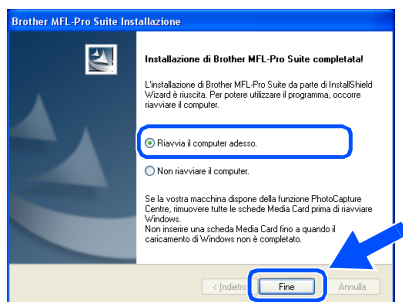 Brother MFL-Pro Suite Installazione
Installazione di Brother MFL-Pro Suite completata!
L'installazione di Brother MFL-Pro Suite da parte di InstallShield
Wizard è riuscita. Per potere utilizzare il programma, occorre
riavviare il computer.
Riavvia il computer adesso.
Non riavviare il computer.
Se la vostra macchina dispone della funzione PhotoCapture
Centre, rimuovere tutte le schede Media Card prima di riavviare
Windows.
Non inserire una scheda Media Card fino a quando il
caricamento di Windows non è completato.
< Indietro Fine Annulla